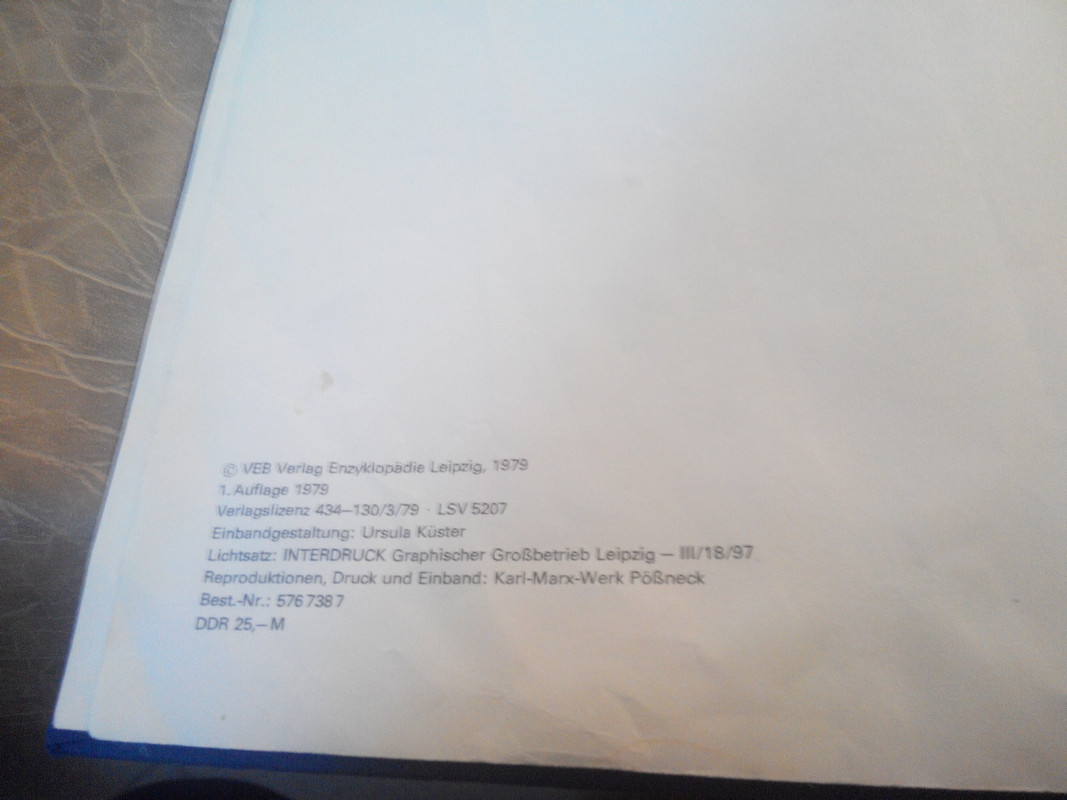 © VEB Verlag Enzyklopädie Leipzig, 1979
1. Auflage 1979
Verlagslizenz 434–130/3/79 · LSV 5207
Einbandgestaltung: Ursula Küster
Lichtsatz: INTERDRUCK Graphischer Großbetrieb Leipzig – III/18/97
Reproduktionen, Druck und Einband: Karl-Marx-Werk Pößneck
Best.-Nr.: 576 738 7
DDR 25,– M